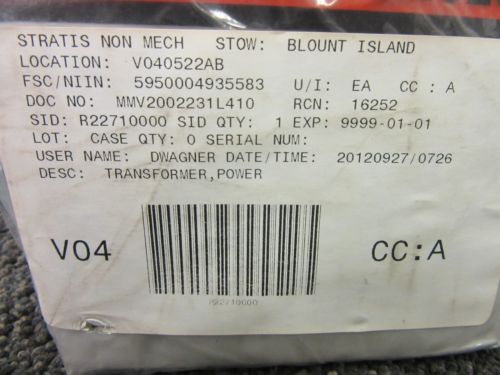 STRATIS NON MECH STOW: BLOUNT ISLAND
LOCATION: V040522AB
FSC/NIIN: 5950004935583 U/I: EA CC : A
DOC NO: MMV2002231L410 RCN: 16252
SID: R22710000 SID QTY: 1 EXP: 9999-01-01
LOT: CASE QTY: 0 SERIAL NUM:
USER NAME: DWAGNER DATE/TIME: 20120927/0726
DESC: TRANSFORMER,POWER
V04 CC:A
R22710000